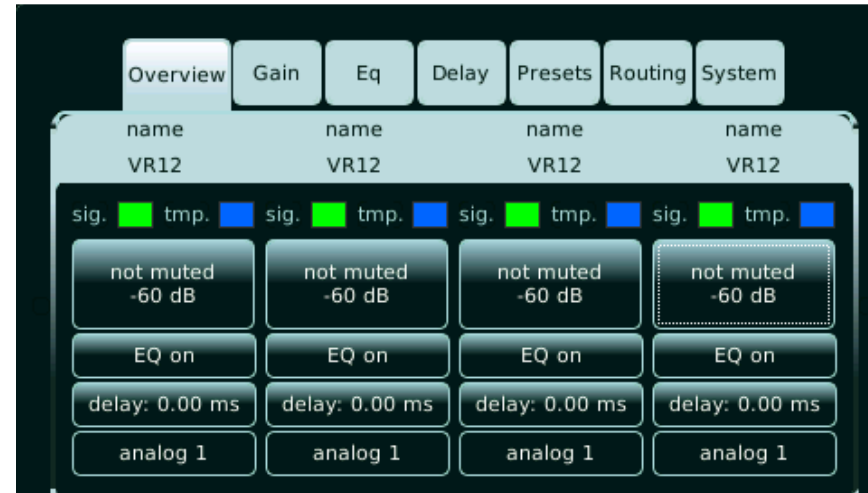 Overview Gain Eq Delay Presets Routing System
name name name name
VR12 VR12 VR12 VR12
sig. tmp. sig. tmp. sig. tmp. sig. tmp.
not muted not muted not muted not muted
-60 dB -60 dB -60 dB -60 dB
EQ on EQ on EQ on EQ on
delay: 0.00 ms delay: 0.00 ms delay: 0.00 ms delay: 0.00 ms
analog 1 analog 1 analog 1 analog 1